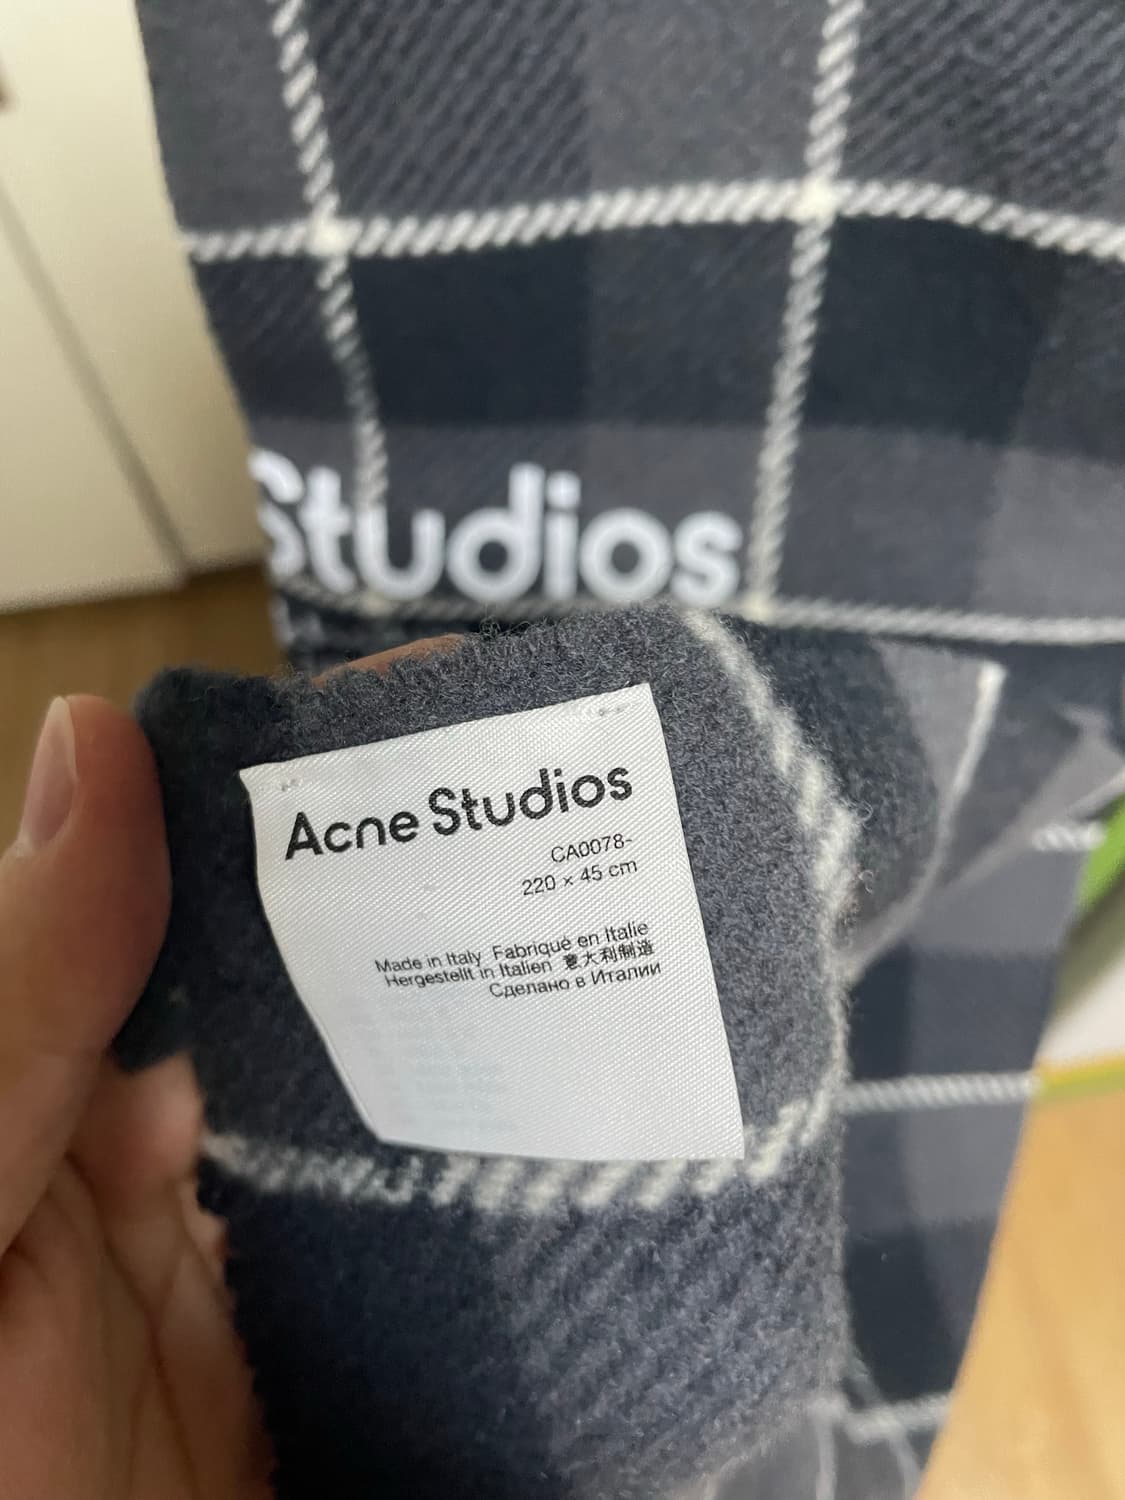 Studios
Acne Studios
CA0078-
220 × 45 cm
Made in Italy Fabriqué en Italie
Hergestellt in Italien 意大利制造
Сделано в Италии